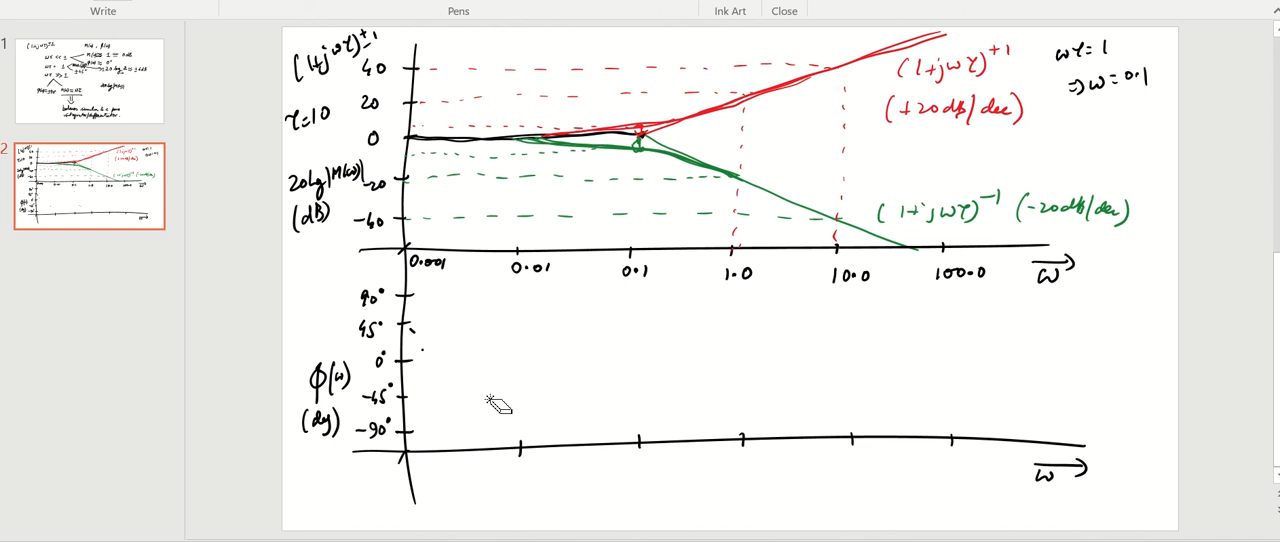 Write
Pens
Ink Art
Close
1
2
(1+jωτ)^±1
τ=10
40
20
0
-20
-40
20log|M(ω)|
(dB)
(1+jωτ)^+1
(+20dB/dec)
ωτ=1
⇒ω=0.1
(1+jωτ)^-1 (-20dB/dec)
0.001 0.01 0.1 1.0 10.0 100.0 ω
90°
45°
0°
-45°
-90°
ϕ(ω)
(deg)
ω